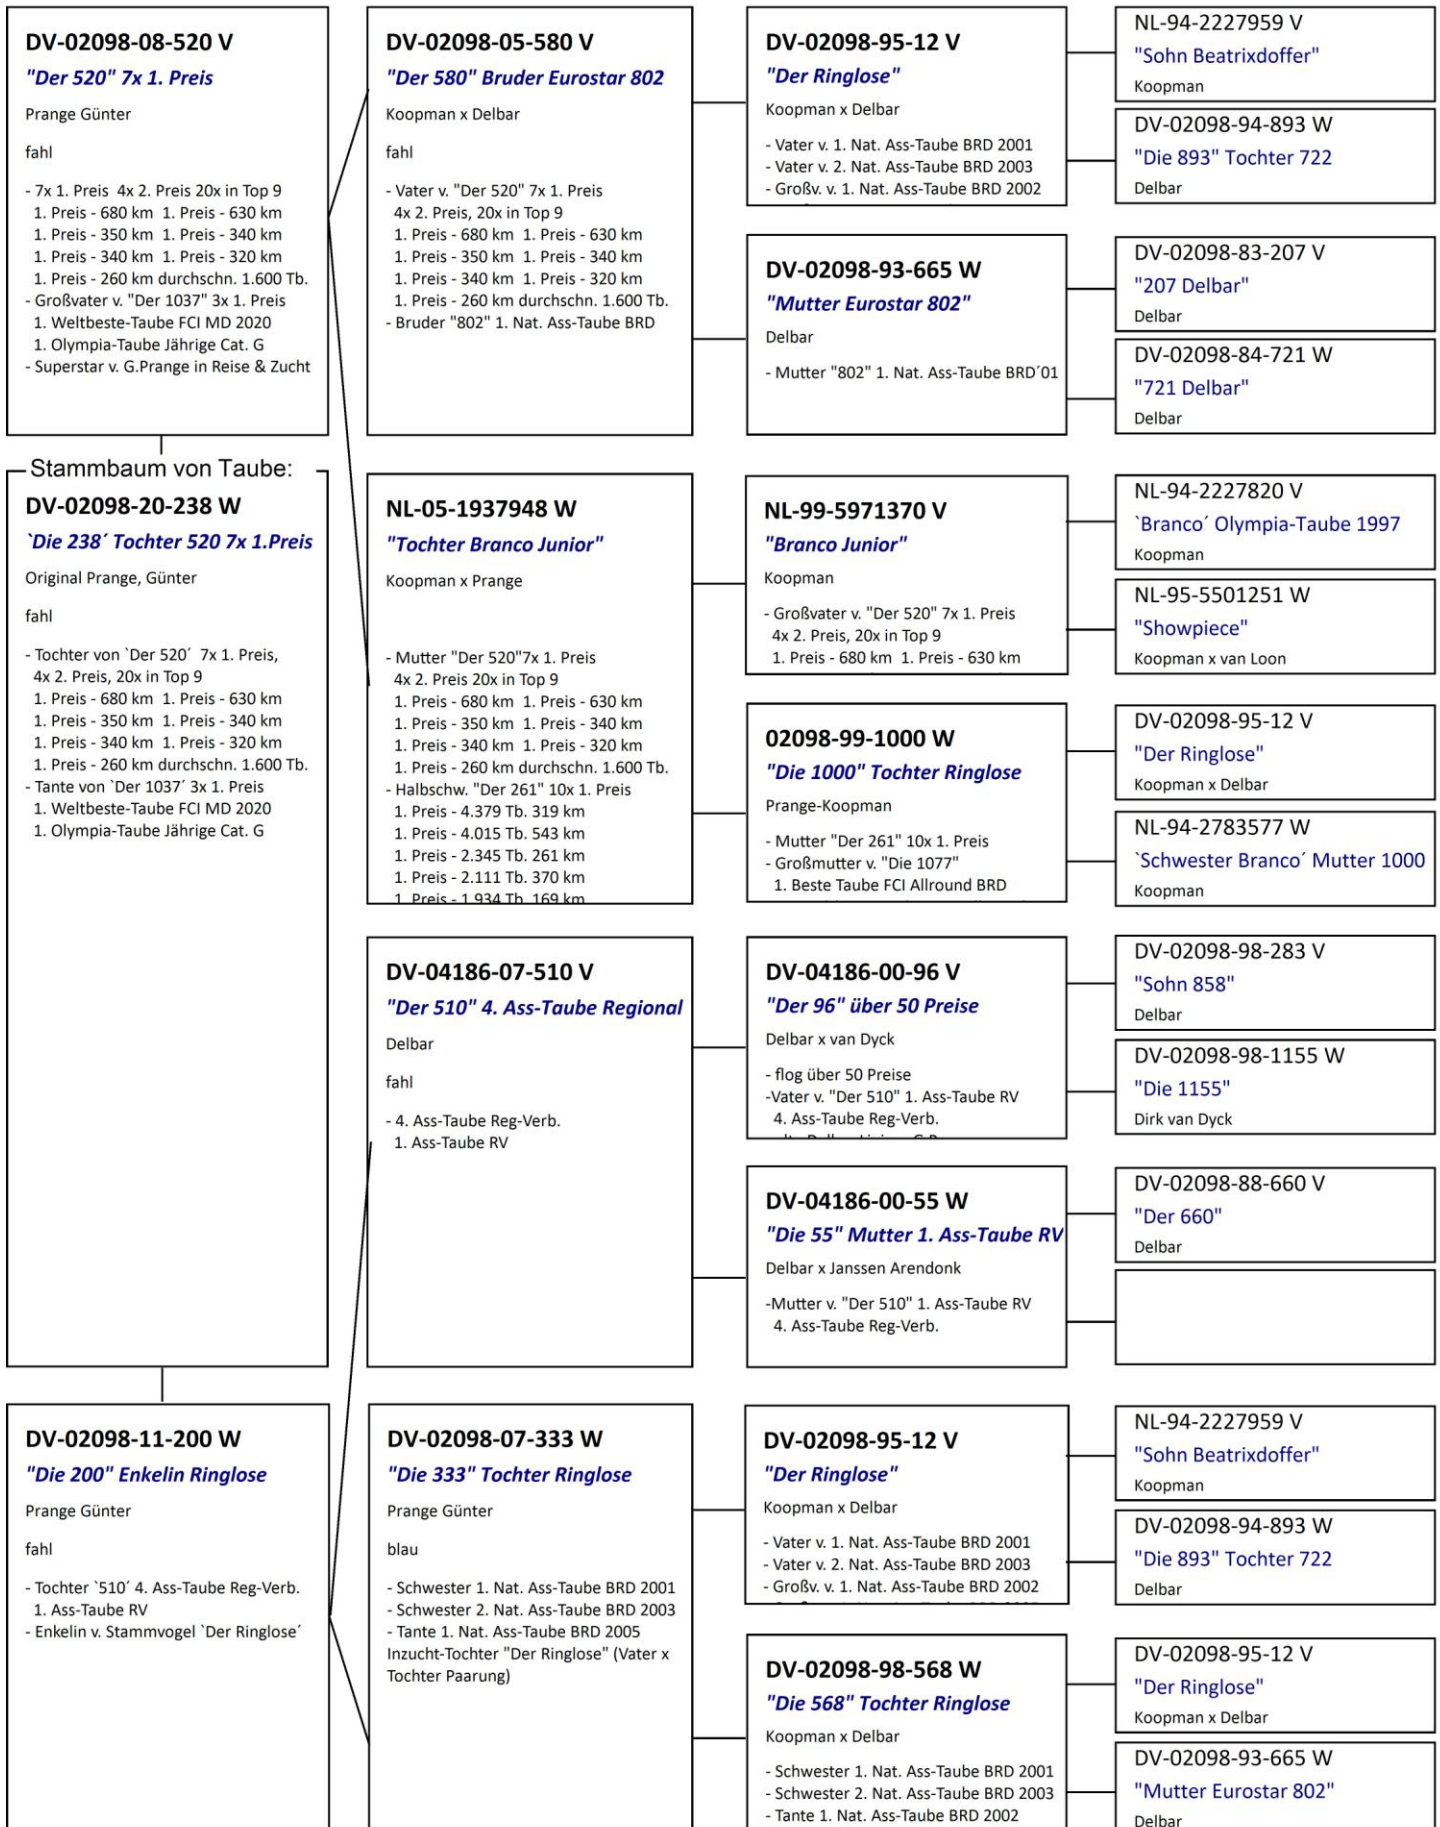 DV-02098-08-520 V
"Der 520" 7x 1. Preis
Prange Günter
fahl
- 7x 1. Preis 4x 2. Preis 20x in Top 9
1. Preis - 680 km 1. Preis - 630 km
1. Preis - 350 km 1. Preis - 340 km
1. Preis - 340 km 1. Preis - 320 km
1. Preis - 260 km durchschn. 1.600 Tb.
- Großvater v. "Der 1037" 3x 1. Preis
1. Weltbeste-Taube FCI MD 2020
1. Olympia-Taube Jährige Cat. G
- Superstar v. G.Prange in Reise & Zucht
Stammbaum von Taube:
DV-02098-20-238 W
`Die 238´ Tochter 520 7x 1.Preis
Original Prange, Günter
fahl
- Tochter von `Der 520´ 7x 1. Preis,
4x 2. Preis, 20x in Top 9
1. Preis - 680 km 1. Preis - 630 km
1. Preis - 350 km 1. Preis - 340 km
1. Preis - 340 km 1. Preis - 320 km
1. Preis - 260 km durchschn. 1.600 Tb.
- Tante von `Der 1037´ 3x 1. Preis
1. Weltbeste-Taube FCI MD 2020
1. Olympia-Taube Jährige Cat. G
DV-02098-11-200 W
"Die 200" Enkelin Ringlose
Prange Günter
fahl
- Tochter `510´ 4. Ass-Taube Reg-Verb.
1. Ass-Taube RV
- Enkelin v. Stammvogel `Der Ringlose´
DV-02098-05-580 V
"Der 580" Bruder Eurostar 802
Koopman x Delbar
fahl
- Vater v. "Der 520" 7x 1. Preis
4x 2. Preis, 20x in Top 9
1. Preis - 680 km 1. Preis - 630 km
1. Preis - 350 km 1. Preis - 340 km
1. Preis - 340 km 1. Preis - 320 km
1. Preis - 260 km durchschn. 1.600 Tb.
- Bruder "802" 1. Nat. Ass-Taube BRD
NL-05-1937948 W
"Tochter Branco Junior"
Koopman x Prange
- Mutter "Der 520"7x 1. Preis
4x 2. Preis 20x in Top 9
1. Preis - 680 km 1. Preis - 630 km
1. Preis - 350 km 1. Preis - 340 km
1. Preis - 340 km 1. Preis - 320 km
1. Preis - 260 km durchschn. 1.600 Tb.
- Halbschw. "Der 261" 10x 1. Preis
1. Preis - 4.379 Tb. 319 km
1. Preis - 4.015 Tb. 543 km
1. Preis - 2.345 Tb. 261 km
1. Preis - 2.111 Tb. 370 km
1. Preis - 1.934 Tb. 169 km
DV-04186-07-510 V
"Der 510" 4. Ass-Taube Regional
Delbar
fahl
- 4. Ass-Taube Reg-Verb.
1. Ass-Taube RV
DV-02098-07-333 W
"Die 333" Tochter Ringlose
Prange Günter
blau
- Schwester 1. Nat. Ass-Taube BRD 2001
- Schwester 2. Nat. Ass-Taube BRD 2003
- Tante 1. Nat. Ass-Taube BRD 2005
Inzucht-Tochter "Der Ringlose" (Vater x
Tochter Paarung)
DV-02098-95-12 V
"Der Ringlose"
Koopman x Delbar
- Vater v. 1. Nat. Ass-Taube BRD 2001
- Vater v. 2. Nat. Ass-Taube BRD 2003
- Großv. v. 1. Nat. Ass-Taube BRD 2002
DV-02098-93-665 W
"Mutter Eurostar 802"
Delbar
- Mutter "802" 1. Nat. Ass-Taube BRD´01
NL-99-5971370 V
"Branco Junior"
Koopman
- Großvater v. "Der 520" 7x 1. Preis
4x 2. Preis, 20x in Top 9
1. Preis - 680 km 1. Preis - 630 km
02098-99-1000 W
"Die 1000" Tochter Ringlose
Prange-Koopman
- Mutter "Der 261" 10x 1. Preis
- Großmutter v. "Die 1077"
1. Beste Taube FCI Allround BRD
DV-04186-00-96 V
"Der 96" über 50 Preise
Delbar x van Dyck
- flog über 50 Preise
-Vater v. "Der 510" 1. Ass-Taube RV
4. Ass-Taube Reg-Verb.
DV-04186-00-55 W
"Die 55" Mutter 1. Ass-Taube RV
Delbar x Janssen Arendonk
-Mutter v. "Der 510" 1. Ass-Taube RV
4. Ass-Taube Reg-Verb.
DV-02098-95-12 V
"Der Ringlose"
Koopman x Delbar
- Vater v. 1. Nat. Ass-Taube BRD 2001
- Vater v. 2. Nat. Ass-Taube BRD 2003
- Großv. v. 1. Nat. Ass-Taube BRD 2002
DV-02098-98-568 W
"Die 568" Tochter Ringlose
Koopman x Delbar
- Schwester 1. Nat. Ass-Taube BRD 2001
- Schwester 2. Nat. Ass-Taube BRD 2003
- Tante 1. Nat. Ass-Taube BRD 2002
NL-94-2227959 V
"Sohn Beatrixdoffer"
Koopman
DV-02098-94-893 W
"Die 893" Tochter 722
Delbar
DV-02098-83-207 V
"207 Delbar"
Delbar
DV-02098-84-721 W
"721 Delbar"
Delbar
NL-94-2227820 V
`Branco´ Olympia-Taube 1997
Koopman
NL-95-5501251 W
"Showpiece"
Koopman x van Loon
DV-02098-95-12 V
"Der Ringlose"
Koopman x Delbar
NL-94-2783577 W
`Schwester Branco´ Mutter 1000
Koopman
DV-02098-98-283 V
"Sohn 858"
Delbar
DV-02098-98-1155 W
"Die 1155"
Dirk van Dyck
DV-02098-88-660 V
"Der 660"
Delbar
NL-94-2227959 V
"Sohn Beatrixdoffer"
Koopman
DV-02098-94-893 W
"Die 893" Tochter 722
Delbar
DV-02098-95-12 V
"Der Ringlose"
Koopman x Delbar
DV-02098-93-665 W
"Mutter Eurostar 802"
Delbar